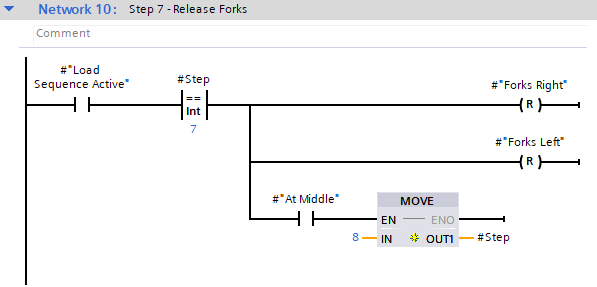 Network 10: Step 7 - Release Forks
Comment
#"Load
Sequence Active"
#Step
==
Int
7
#"Forks Right"
R
#"Forks Left"
R
#"At Middle"
MOVE
EN ENO
8 IN OUT1 #Step